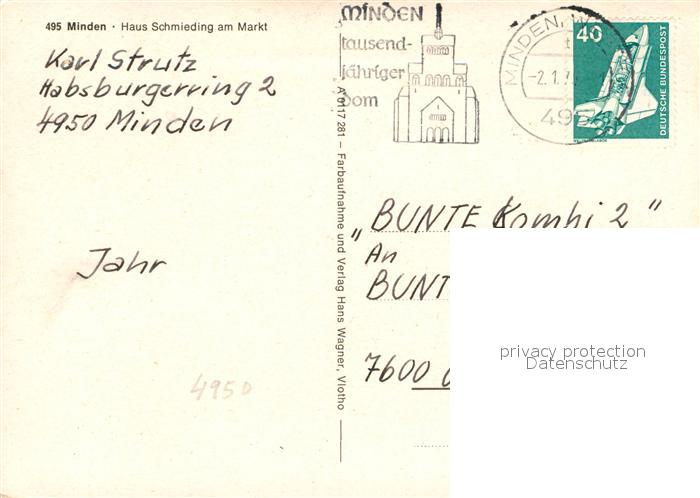 495 Minden · Haus Schmieding am Markt
Karl Strutz
Habsburgerring 2
4950 Minden
Jahr
4950
A 6117 281 – Farbaufnahme und Verlag Hans Wagner, Vlotho
MINDEN
tausend-
jähriger
Dom
MINDEN, W
-2.1.7
495
40
DEUTSCHE BUNDESPOST
„BUNTE Kombi 2"
An
BUNT
7600
privacy protection
Datenschutz